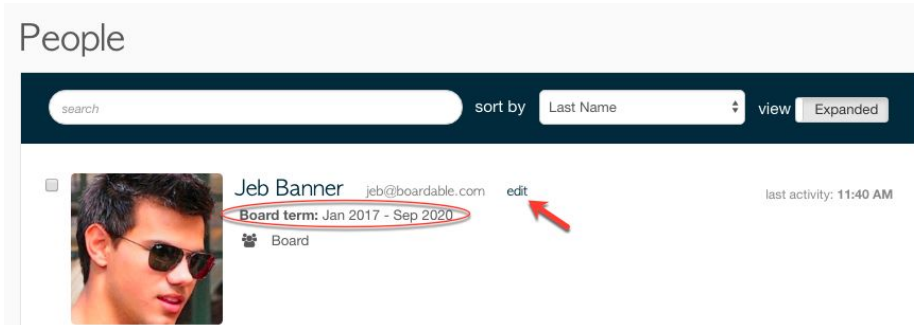 People
search
sort by Last Name view Expanded
Jeb Banner jeb@boardable.com edit last activity: 11:40 AM
Board term: Jan 2017 - Sep 2020
Board